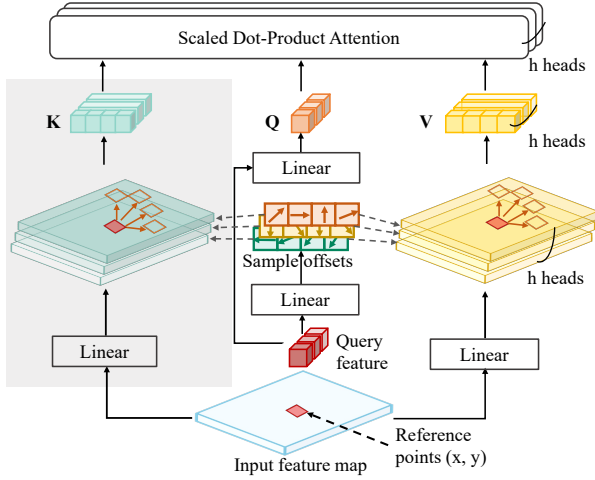 Scaled Dot-Product Attention
h heads
K
Q
V
h heads
Linear
Sample offsets
h heads
Linear
Linear
Linear
Query
feature
Reference
points (x, y)
Input feature map